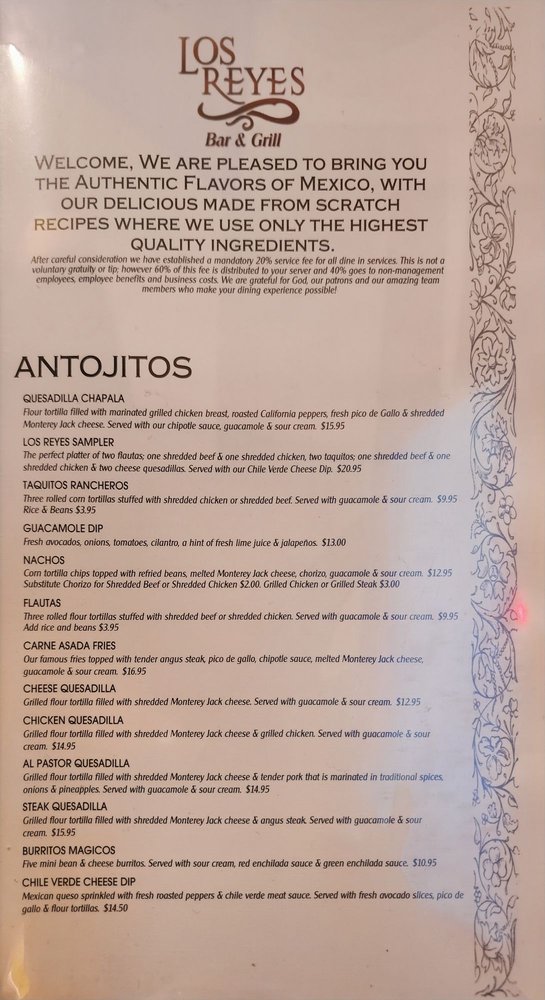 LOS
REYES
Bar & Grill
WELCOME, WE ARE PLEASED TO BRING YOU
THE AUTHENTIC FLAVORS OF MEXICO, WITH
OUR DELICIOUS MADE FROM SCRATCH
RECIPES WHERE WE USE ONLY THE HIGHEST
QUALITY INGREDIENTS.
After careful consideration we have established a mandatory 20% service fee for all dine in services. This is not a
voluntary gratuity or tip; however 60% of this fee is distributed to your server and 40% goes to non-management
employees, employee benefits and business costs. We are grateful for God, our patrons and our amazing team
members who make your dining experience possible!
ANTOJITOS
QUESADILLA CHAPALA
Flour tortilla filled with marinated grilled chicken breast, roasted California peppers, fresh pico de Gallo & shredded
Monterey Jack cheese. Served with our chipotle sauce, guacamole & sour cream. $15.95
LOS REYES SAMPLER
The perfect platter of two flautas; one shredded beef & one shredded chicken, two taquitos; one shredded beef & one
shredded chicken & two cheese quesadillas. Served with our Chile Verde Cheese Dip. $20.95
TAQUITOS RANCHEROS
Three rolled corn tortillas stuffed with shredded chicken or shredded beef. Served with guacamole & sour cream. $9.95
Rice & Beans $3.95
GUACAMOLE DIP
Fresh avocados, onions, tomatoes, cilantro, a hint of fresh lime juice & jalapeños. $13.00
NACHOS
Corn tortilla chips topped with refried beans, melted Monterey Jack cheese, chorizo, guacamole & sour cream. $12.95
Substitute Chorizo for Shredded Beef or Shredded Chicken $2.00. Grilled Chicken or Grilled Steak $3.00
FLAUTAS
Three rolled flour tortillas stuffed with shredded beef or shredded chicken. Served with guacamole & sour cream. $9.95
Add rice and beans $3.95
CARNE ASADA FRIES
Our famous fries topped with tender angus steak, pico de gallo, chipotle sauce, melted Monterey Jack cheese,
guacamole & sour cream. $16.95
CHEESE QUESADILLA
Grilled flour tortilla filled with shredded Monterey Jack cheese. Served with guacamole & sour cream. $12.95
CHICKEN QUESADILLA
Grilled flour tortilla filled with shredded Monterey Jack cheese & grilled chicken. Served with guacamole & sour
cream. $14.95
AL PASTOR QUESADILLA
Grilled flour tortilla filled with shredded Monterey Jack cheese & tender pork that is marinated in traditional spices,
onions & pineapples. Served with guacamole & sour cream. $14.95
STEAK QUESADILLA
Grilled flour tortilla filled with shredded Monterey Jack cheese & angus steak. Served with guacamole & sour
cream. $15.95
BURRITOS MAGICOS
Five mini bean & cheese burritos. Served with sour cream, red enchilada sauce & green enchilada sauce. $10.95
CHILE VERDE CHEESE DIP
Mexican queso sprinkled with fresh roasted peppers & chile verde meat sauce. Served with fresh avocado slices, pico de
gallo & flour tortillas. $14.50